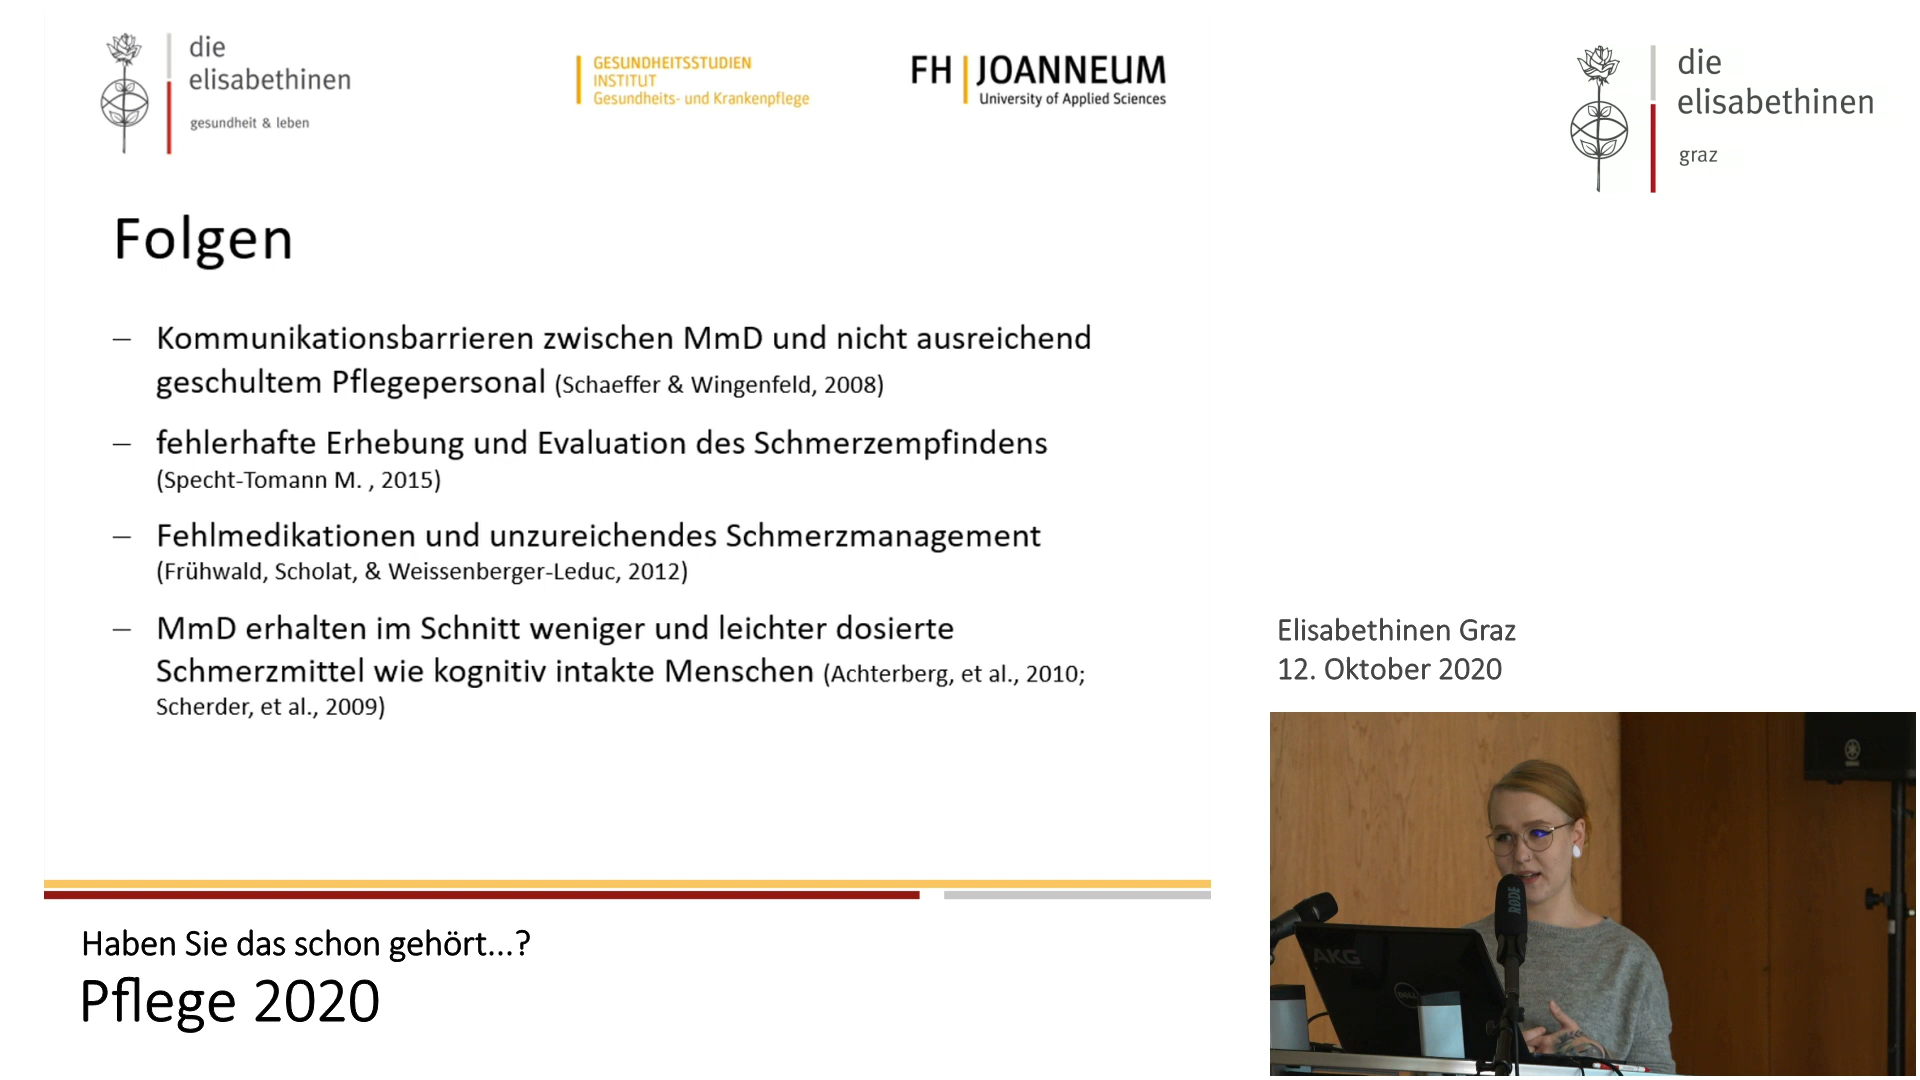 die
elisabethinen
gesundheit & leben
GESUNDHEITSSTUDIEN
INSTITUT
Gesundheits- und Krankenpflege
FH JOANNEUM
University of Applied Sciences
die
elisabethinen
graz
Folgen
– Kommunikationsbarrieren zwischen MmD und nicht ausreichend
geschultem Pflegepersonal (Schaeffer & Wingenfeld, 2008)
– fehlerhafte Erhebung und Evaluation des Schmerzempfindens
(Specht-Tomann M. , 2015)
– Fehlmedikationen und unzureichendes Schmerzmanagement
(Frühwald, Scholat, & Weissenberger-Leduc, 2012)
– MmD erhalten im Schnitt weniger und leichter dosierte
Schmerzmittel wie kognitiv intakte Menschen (Achterberg, et al., 2010;
Scherder, et al., 2009)
Elisabethinen Graz
12. Oktober 2020
RØDE
AKG
DELL
Haben Sie das schon gehört...?
Pflege 2020